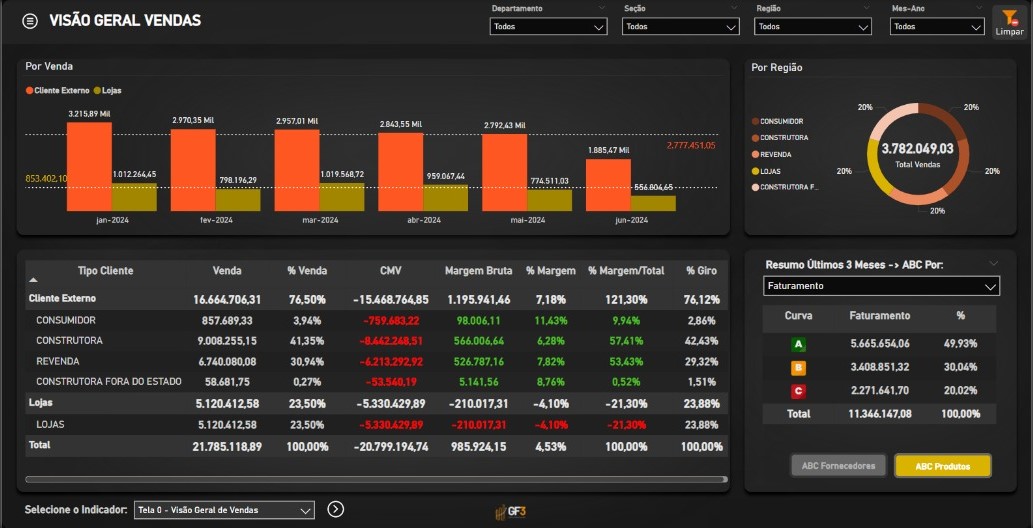 VISÃO GERAL VENDAS
Departamento
Todos
Seção
Todos
Região
Todos
Mes-Ano
Todos
Limpar
Por Venda
Cliente Externo Lojas
3.215,89 Mil
2.970,35 Mil
2.957,01 Mil
2.843,55 Mil
2.792,43 Mil
1.885,47 Mil
2,777,451.05
853.402,10
1.012.264,45
798.196,29
1.019.568,72
959.067,44
774.511,03
556.804,65
jan-2024
fev-2024
mar-2024
abr-2024
mai-2024
jun-2024
Por Região
CONSUMIDOR
CONSTRUTORA
REVENDA
LOJAS
CONSTRUTORA F...
20%
20%
20%
20%
20%
3.782.049,03
Total Vendas
Tipo Cliente Venda % Venda CMV Margem Bruta % Margem % Margem/Total % Giro
Cliente Externo 16.664.706,31 76,50% -15.468.764,85 1.195.941,46 7,18% 121,30% 76,12%
CONSUMIDOR 857.689,33 3,94% -759.683,22 98.006,11 11,43% 9,94% 2,86%
CONSTRUTORA 9.008.255,15 41,35% -8.442.248,51 566.006,64 6,28% 57,41% 42,43%
REVENDA 6.740.080,08 30,94% -6.213.292,92 526.787,16 7,82% 53,43% 29,32%
CONSTRUTORA FORA DO ESTADO 58.681,75 0,27% -53.540,19 5.141,56 8,76% 0,52% 1,51%
Lojas 5.120.412,58 23,50% -5.330.429,89 -210.017,31 -4,10% -21,30% 23,88%
LOJAS 5.120.412,58 23,50% -5.330.429,89 -210.017,31 -4,10% -21,30% 23,88%
Total 21.785.118,89 100,00% -20.799.194,74 985.924,15 4,53% 100,00% 100,00%
Resumo Últimos 3 Meses -> ABC Por:
Faturamento
Curva Faturamento %
A 5.665.654,06 49,93%
B 3.408.851,32 30,04%
C 2.271.641,70 20,02%
Total 11.346.147,08 100,00%
ABC Fornecedores
ABC Produtos
Selecione o Indicador:
Tela 0 - Visão Geral de Vendas
GF3